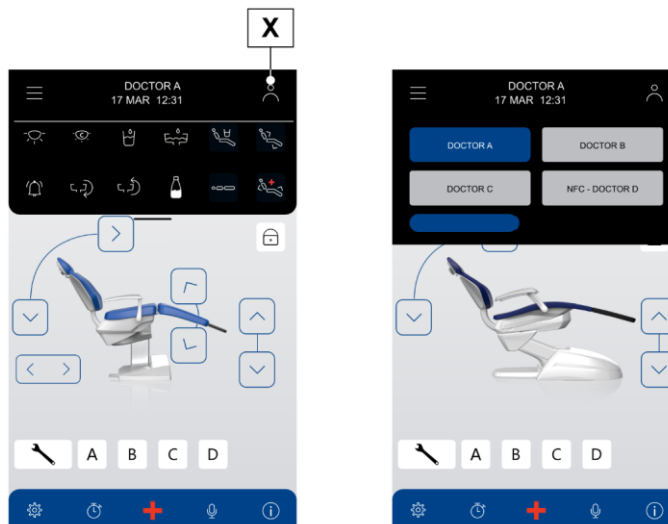 X
DOCTOR A
17 MAR 12:31
A B C D
DOCTOR A
17 MAR 12:31
DOCTOR A
DOCTOR B
DOCTOR C
NFC - DOCTOR D
A B C D